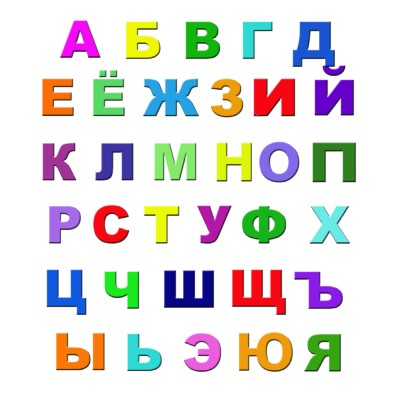 А Б В Г Д
Е Ё Ж З И Й
К Л М Н О П
Р С Т У Ф Х
Ц Ч Ш Щ Ъ
Ы Ь Э Ю Я